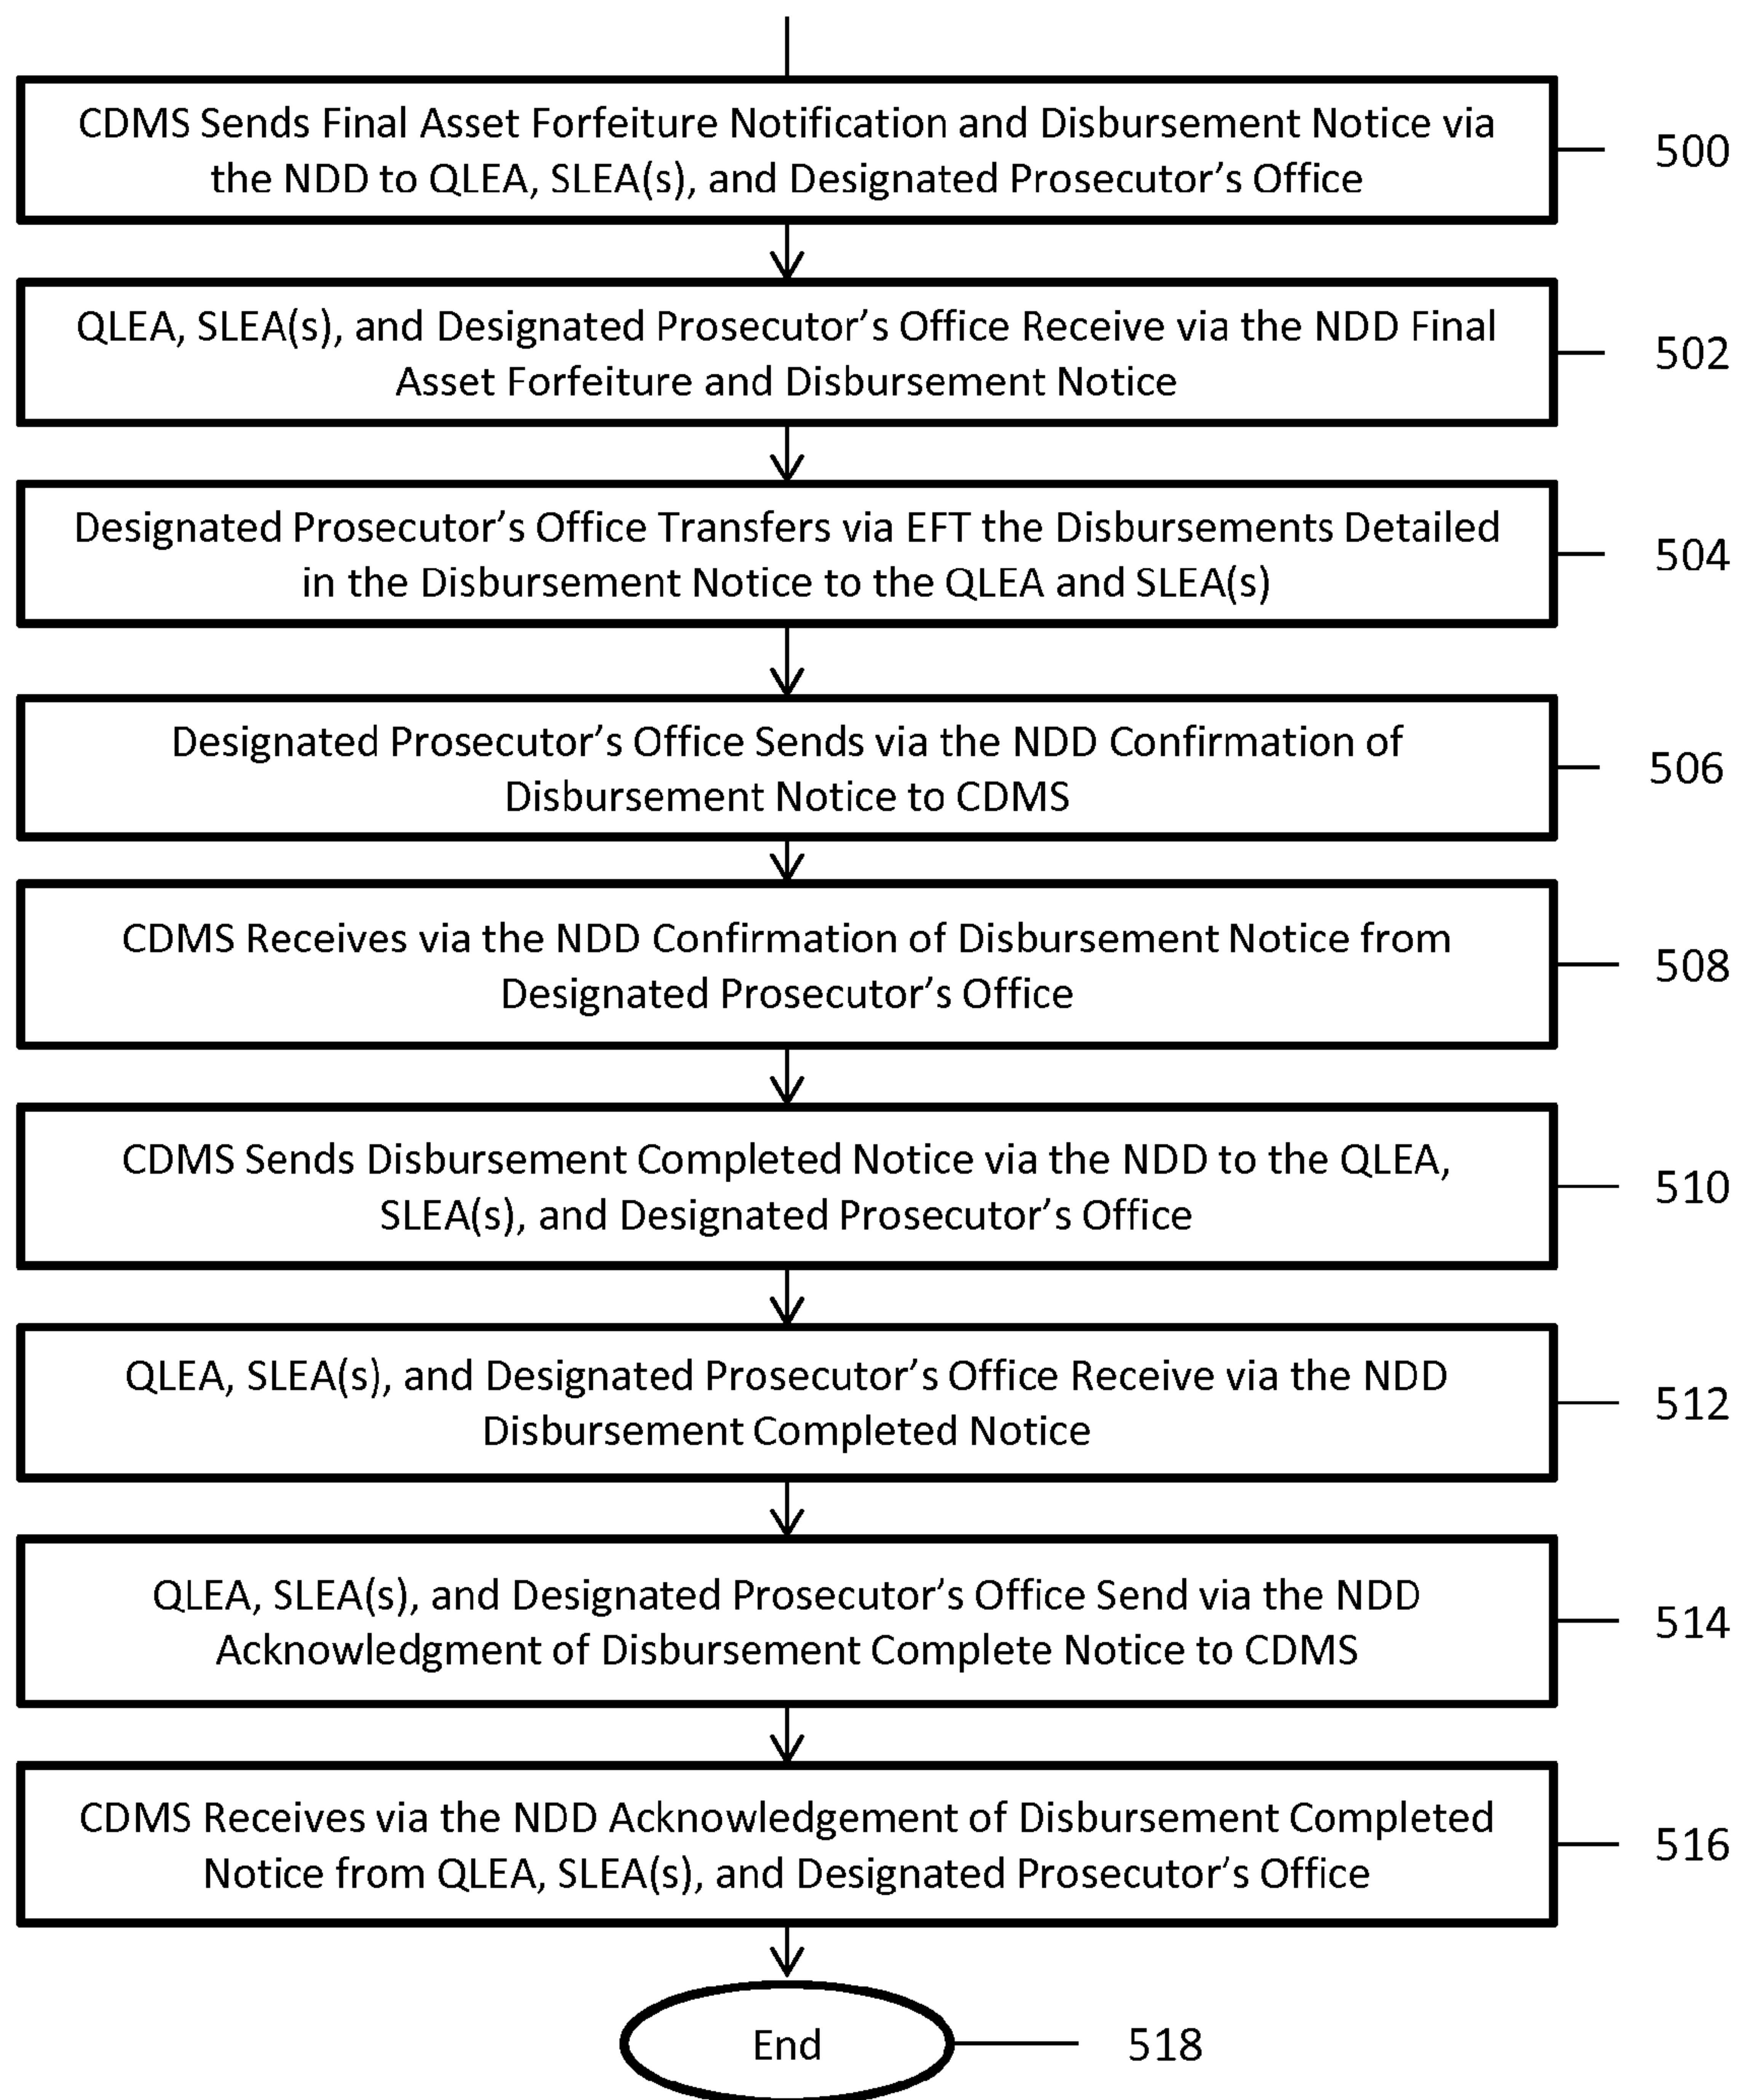 CDMS Sends Final Asset Forfeiture Notification and Disbursement Notice via
the NDD to QLEA, SLEA(s), and Designated Prosecutor's Office
500
QLEA, SLEA(s), and Designated Prosecutor's Office Receive via the NDD Final
Asset Forfeiture and Disbursement Notice
502
Designated Prosecutor's Office Transfers via EFT the Disbursements Detailed
in the Disbursement Notice to the QLEA and SLEA(s)
504
Designated Prosecutor's Office Sends via the NDD Confirmation of
Disbursement Notice to CDMS
506
CDMS Receives via the NDD Confirmation of Disbursement Notice from
Designated Prosecutor's Office
508
CDMS Sends Disbursement Completed Notice via the NDD to the QLEA,
SLEA(s), and Designated Prosecutor's Office
510
QLEA, SLEA(s), and Designated Prosecutor's Office Receive via the NDD
Disbursement Completed Notice
512
QLEA, SLEA(s), and Designated Prosecutor's Office Send via the NDD
Acknowledgment of Disbursement Complete Notice to CDMS
514
CDMS Receives via the NDD Acknowledgement of Disbursement Completed
Notice from QLEA, SLEA(s), and Designated Prosecutor's Office
516
End
518